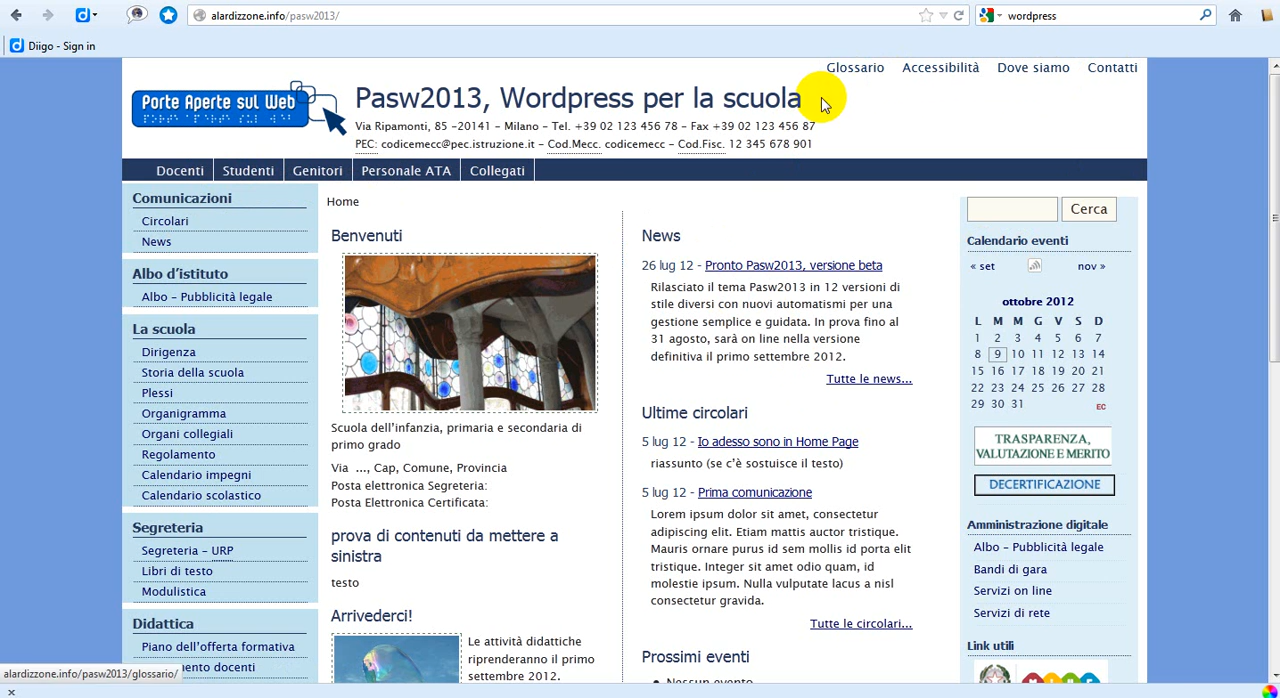 alardizzone.info/pasw2013/
wordpress
Diigo - Sign in
Glossario Accessibilità Dove siamo Contatti
Porte Aperte sul Web
Pasw2013, Wordpress per la scuola
Via Ripamonti, 85 -20141 - Milano - Tel. +39 02 123 456 78 - Fax +39 02 123 456 87
PEC: codicemecc@pec.istruzione.it - Cod.Mecc. codicemecc - Cod.Fisc. 12 345 678 901
Docenti Studenti Genitori Personale ATA Collegati
Comunicazioni
Circolari
News
Albo d'istituto
Albo - Pubblicità legale
La scuola
Dirigenza
Storia della scuola
Plessi
Organigramma
Organi collegiali
Regolamento
Calendario impegni
Calendario scolastico
Segreteria
Segreteria - URP
Libri di testo
Modulistica
Didattica
Piano dell'offerta formativa
docenti
Home
Benvenuti
Scuola dell'infanzia, primaria e secondaria di
primo grado
Via ..., Cap, Comune, Provincia
Posta elettronica Segreteria:
Posta Elettronica Certificata:
prova di contenuti da mettere a
sinistra
testo
Arrivederci!
Le attività didattiche
riprenderanno il primo
settembre 2012.
News
26 lug 12 - Pronto Pasw2013, versione beta
Rilasciato il tema Pasw2013 in 12 versioni di
stile diversi con nuovi automatismi per una
gestione semplice e guidata. In prova fino al
31 agosto, sarà on line nella versione
definitiva il primo settembre 2012.
Tutte le news...
Ultime circolari
5 lug 12 - Io adesso sono in Home Page
riassunto (se c'è sostuisce il testo)
5 lug 12 - Prima comunicazione
Lorem ipsum dolor sit amet, consectetur
adipiscing elit. Etiam mattis auctor tristique.
Mauris ornare purus id sem mollis id porta elit
tristique. Integer sit amet odio quam, id
molestie ipsum. Nulla vulputate lacus a nisl
consectetur gravida.
Tutte le circolari...
Prossimi eventi
Nessun evento
Cerca
Calendario eventi
« set nov »
ottobre 2012
L M M G V S D
1 2 3 4 5 6 7
8 9 10 11 12 13 14
15 16 17 18 19 20 21
22 23 24 25 26 27 28
29 30 31
EC
TRASPARENZA,
VALUTAZIONE E MERITO
DECERTIFICAZIONE
Amministrazione digitale
Albo - Pubblicità legale
Bandi di gara
Servizi on line
Servizi di rete
Link utili
alardizzone.info/pasw2013/glossario/